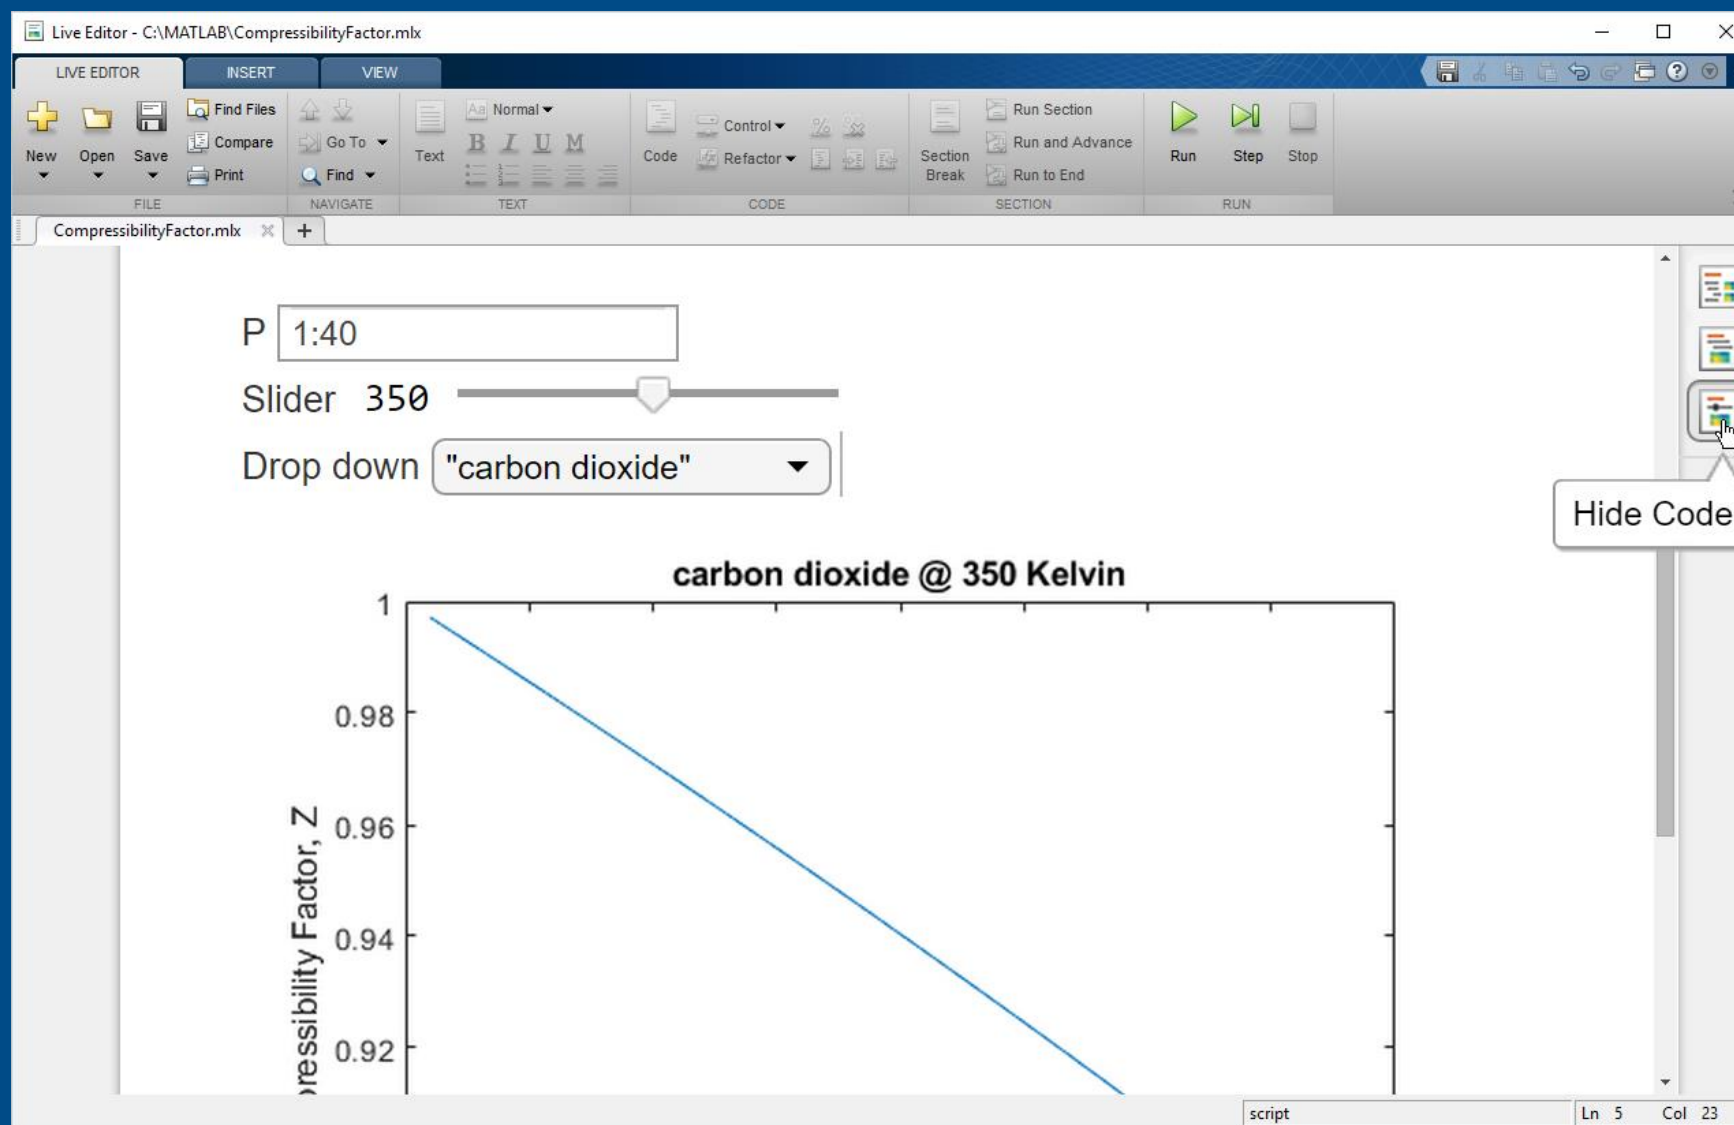 Live Editor - C:\MATLAB\CompressibilityFactor.mlx
LIVE EDITOR INSERT VIEW
New
Open
Save
Find Files
Compare
Print
FILE
Go To
Find
NAVIGATE
Text
Aa Normal
B I U M
TEXT
Code
Control
Refactor
CODE
Section
Break
Run Section
Run and Advance
Run to End
SECTION
Run
Step
Stop
RUN
CompressibilityFactor.mlx
P 1:40
Slider 350
Drop down "carbon dioxide"
Hide Code
carbon dioxide @ 350 Kelvin
1
0.98
0.96
0.94
0.92
pressibility Factor, Z
script
Ln 5 Col 23